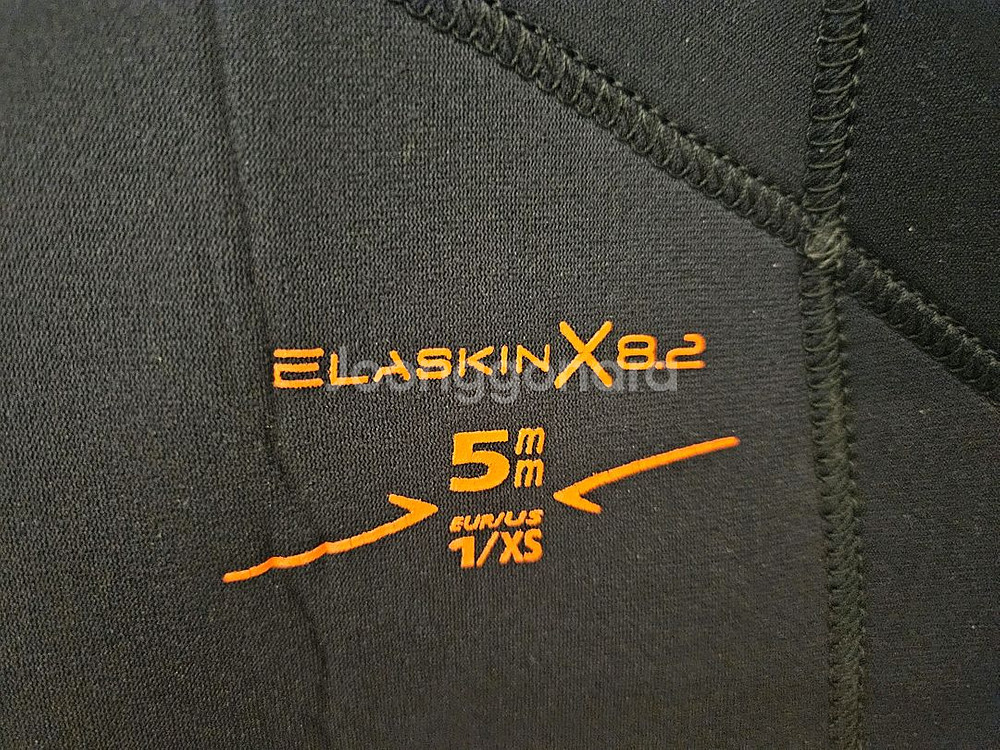 ELASKINX8.2
5mm
EUR/US
1/XS